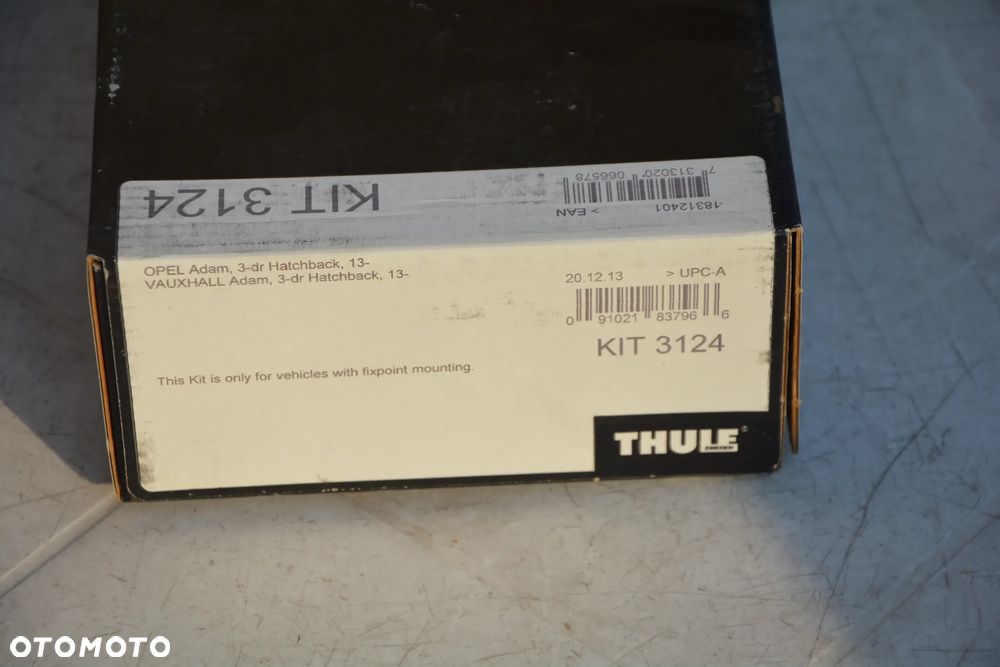 KIT 3124
7 313020 066578
18312401 > EAN
OPEL Adam, 3-dr Hatchback, 13-
VAUXHALL Adam, 3-dr Hatchback, 13-
20.12.13 > UPC-A
0 91021 83796 6
KIT 3124
This Kit is only for vehicles with fixpoint mounting.
THULE
SWEDEN
OTOMOTO